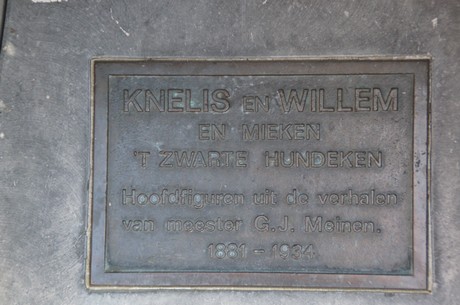 KNELIS EN WILLEM
EN MIEKEN
'T ZWARTE HUNDEKEN
Hoofdfiguren uit de verhalen
van meester G.J. Meinen.
1881 - 1934